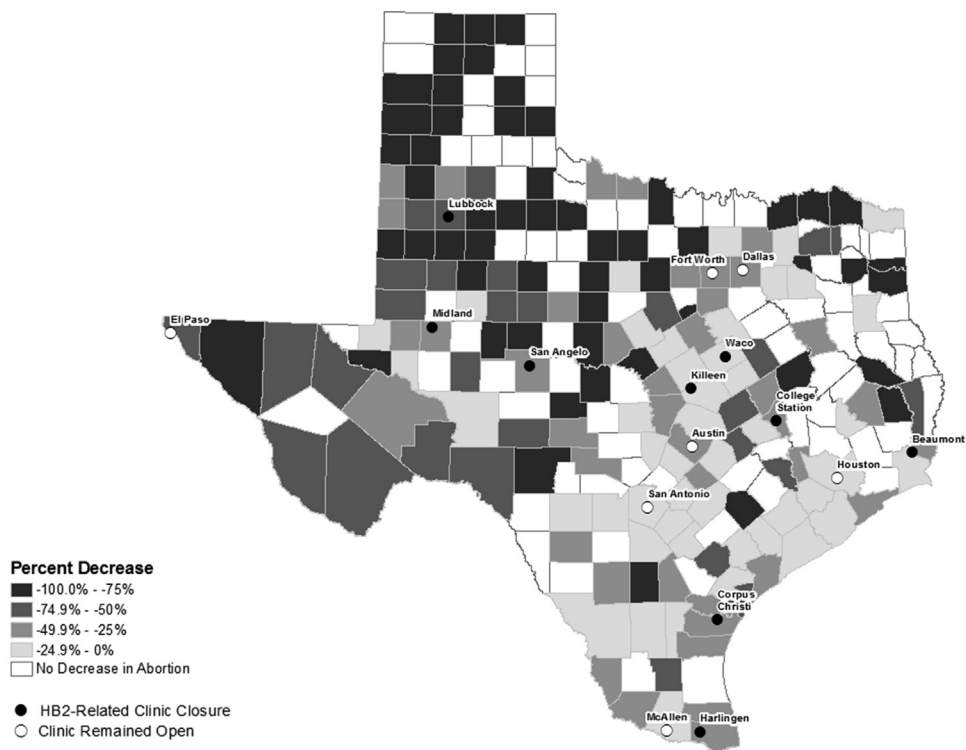 Lubbock
Fort Worth
Dallas
El Paso
Midland
Waco
San Angelo
Killeen
College
Station
Austin
Beaumont
Houston
San Antonio
Percent Decrease
-100.0% - -75%
-74.9% - -50%
-49.9% - -25%
-24.9% - 0%
No Decrease in Abortion
Corpus
Christi
HB2-Related Clinic Closure
Clinic Remained Open
McAllen
Harlingen